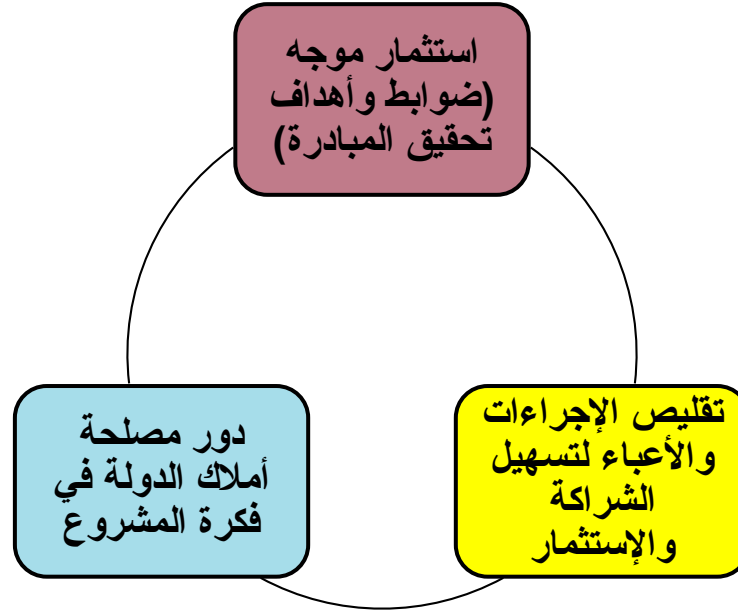 استثمار موجه
(ضوابط وأهداف
تحقيق المبادرة)
تقليص الإجراءات
والأعباء لتسهيل
الشراكة
والإستثمار
دور مصلحة
أملاك الدولة في
فكرة المشروع